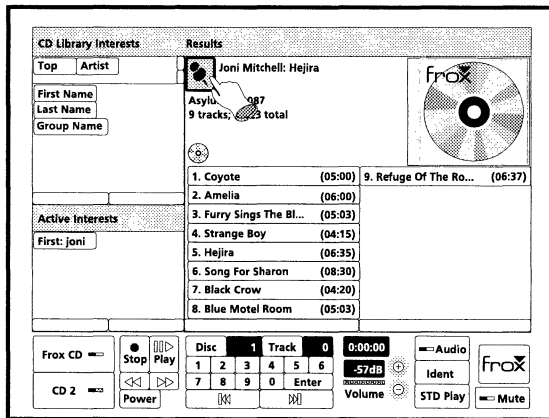 CD Library Interests
Results
Top Artist
Joni Mitchell: Hejira
First Name
Last Name
Group Name
087
9 tracks; total
frox
1. Coyote (05:00)
2. Amelia (06:00)
3. Furry Sings The Bl... (05:03)
4. Strange Boy (04:15)
5. Hejira (06:35)
6. Song For Sharon (08:30)
7. Black Crow (04:20)
8. Blue Motel Room (05:03)
9. Refuge Of The Ro... (06:37)
Active Interests
First: joni
Frox CD
CD 2
Stop Play
Power
Disc 1 Track 0
1 2 3 4 5 6
7 8 9 0 Enter
0:00:00
-57dB
Volume
Audio
Ident
STD Play
frox
Mute